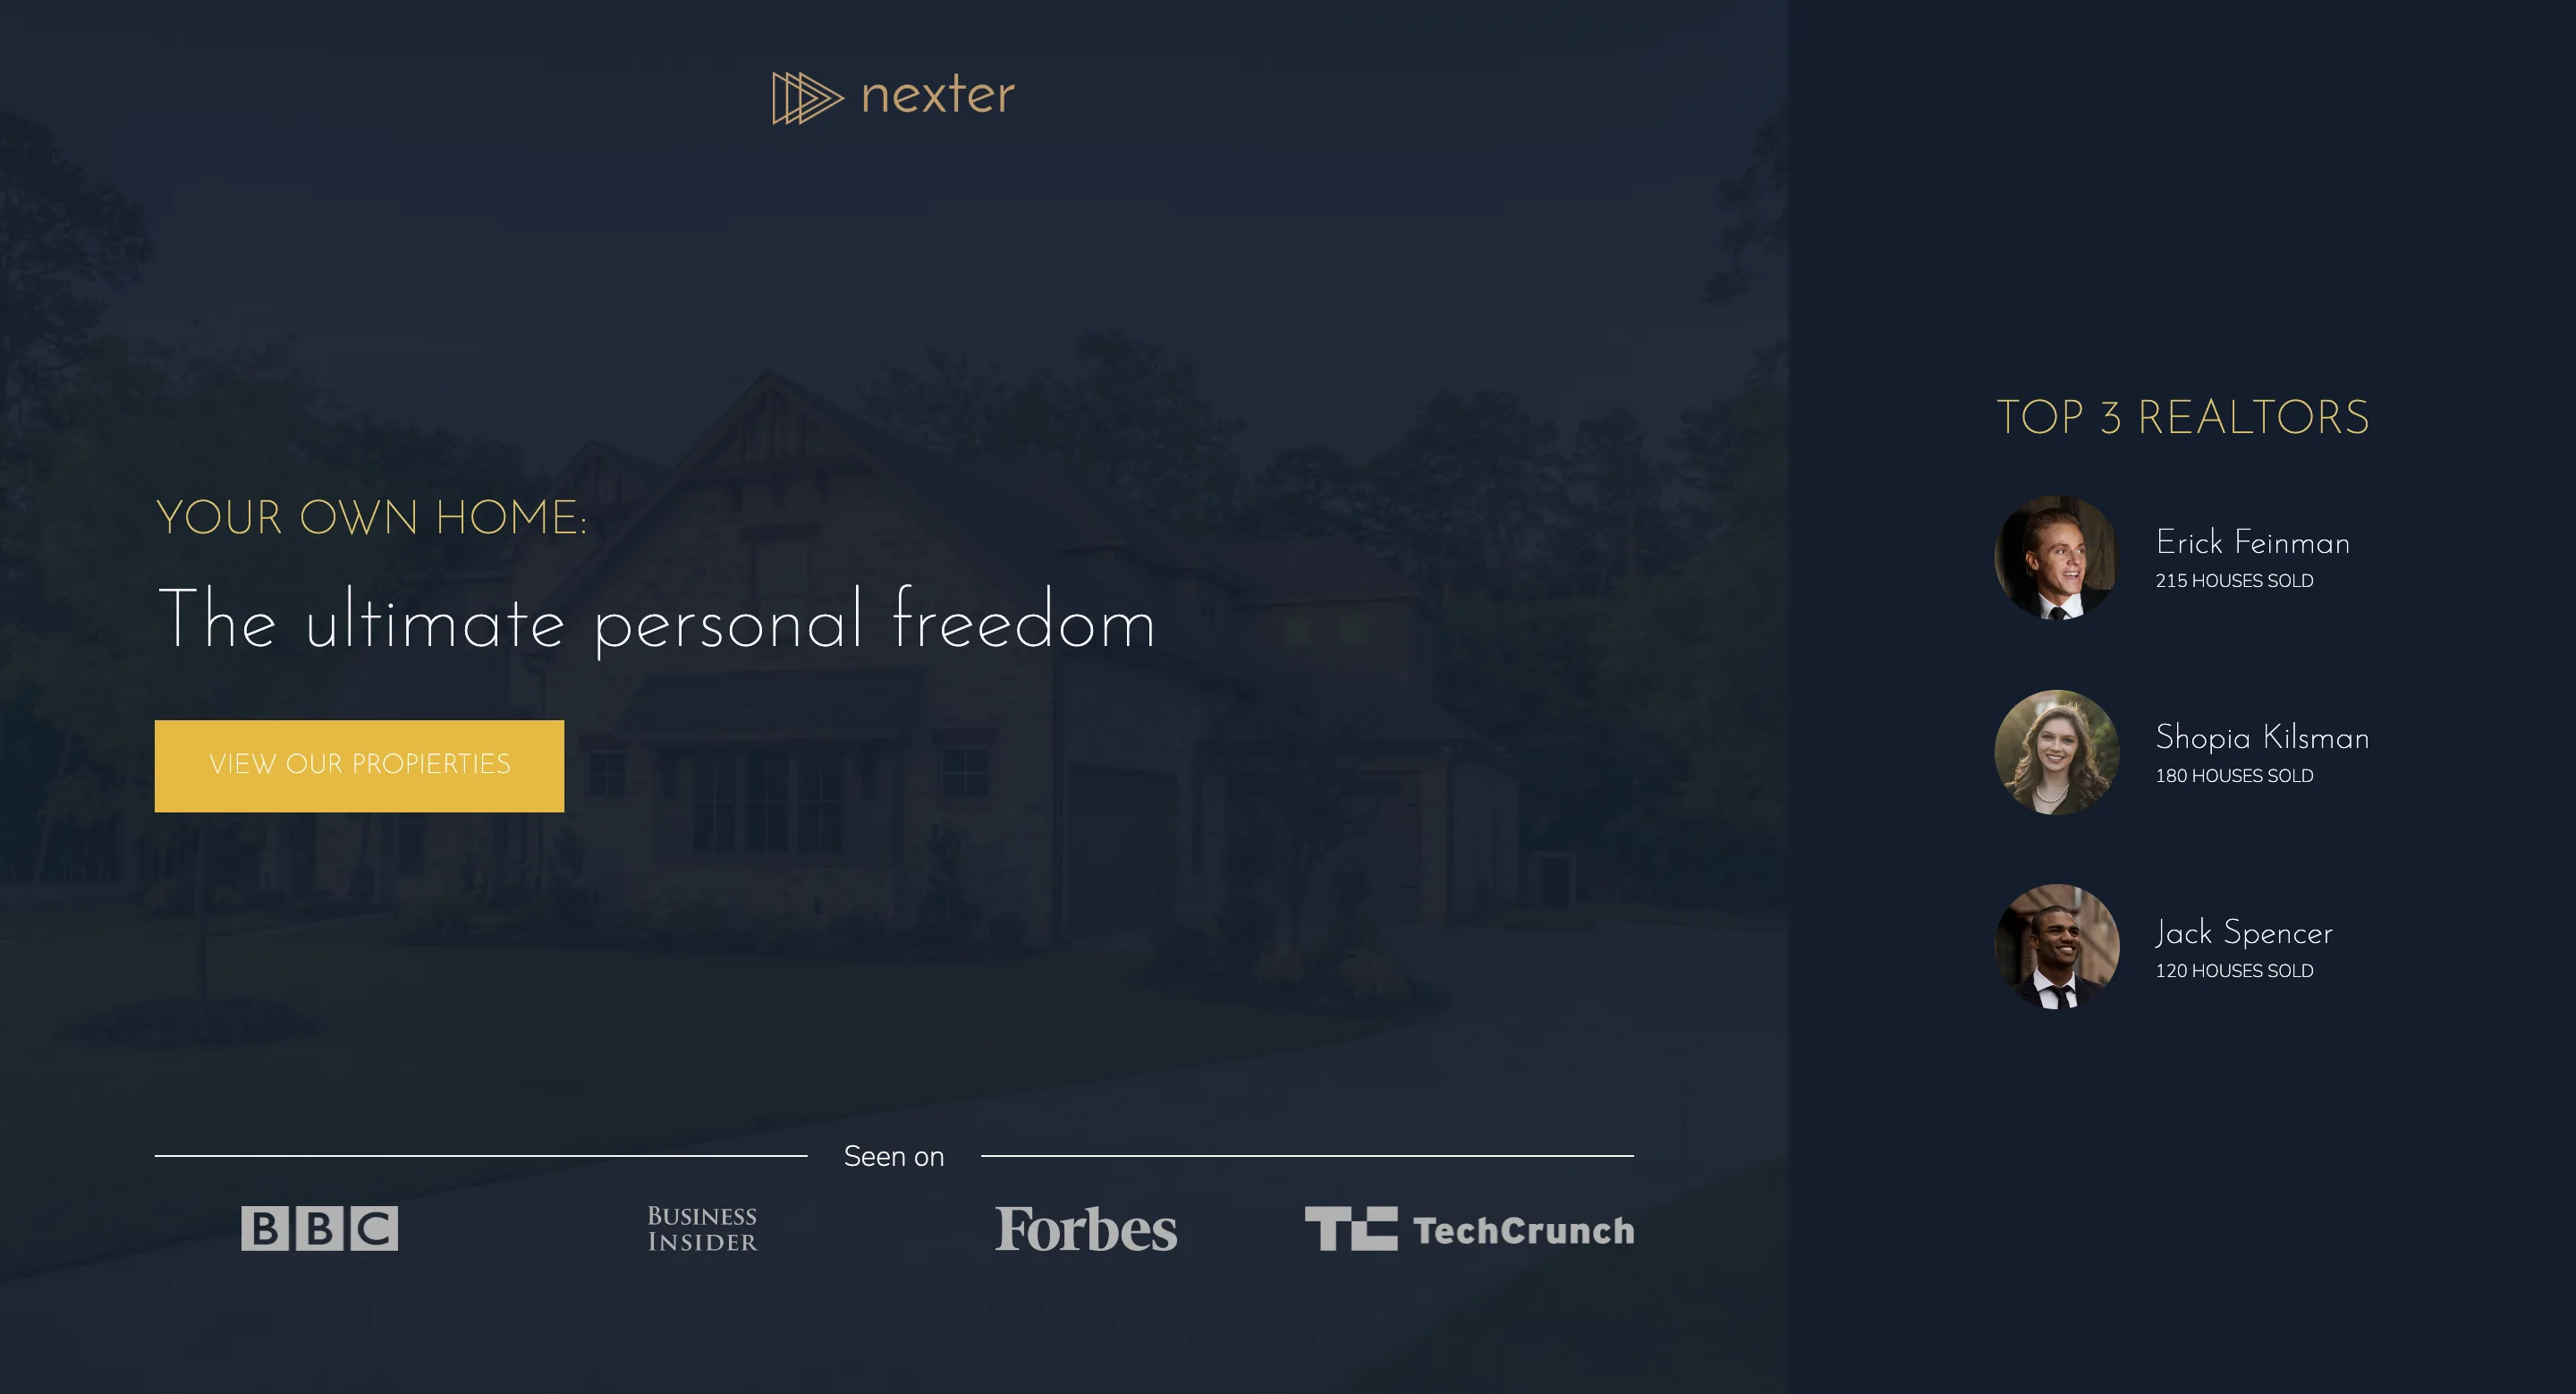 nexter
YOUR OWN HOME:
The ultimate personal freedom
VIEW OUR PROPIERTIES
Seen on
BBC
BUSINESS
INSIDER
Forbes
TC TechCrunch
TOP 3 REALTORS
Erick Feinman
215 HOUSES SOLD
Shopia Kilsman
180 HOUSES SOLD
Jack Spencer
120 HOUSES SOLD